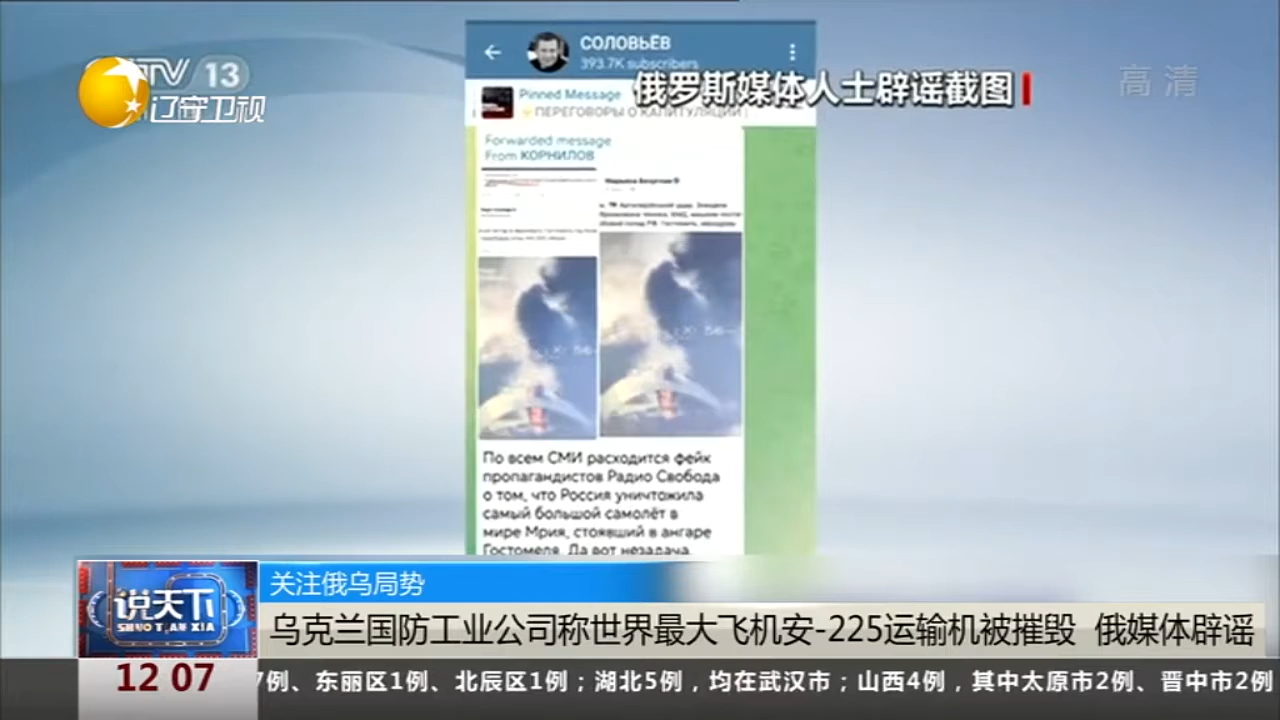 TV 13
辽宁卫视
高清
俄罗斯媒体人士辟谣截图
СОЛОВЬЁВ
393.7K subscribers
Pinned Message
ПЕРЕГОВОРЫ О КАПИТУЛЯЦИИ
Forwarded message
From КОРНИЛОВ
По всем СМИ расходится фейк
пропагандистов Радио Свобода
о том, что Россия уничтожила
самый большой самолёт в
мире Мрия, стоявший в ангаре
Гостомеля. Да вот незадача,
说天下
SHUO TIAN XIA
关注俄乌局势
乌克兰国防工业公司称世界最大飞机安-225运输机被摧毁 俄媒体辟谣
12 07
7例、东丽区1例、北辰区1例；湖北5例，均在武汉市；山西4例，其中太原市2例、晋中市2例